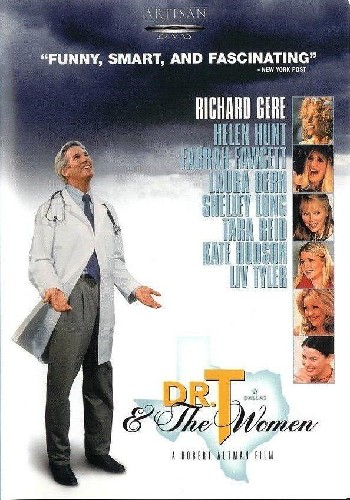 ARTISAN
"FUNNY, SMART, AND FASCINATING"
- NEW YORK POST
RICHARD GERE
HELEN HUNT
FARRAH FAWCETT
LAURA DERN
SHELLEY LONG
TARA REID
KATE HUDSON
LIV TYLER
DR.T
DALLAS
& The Women
A ROBERT ALTMAN FILM